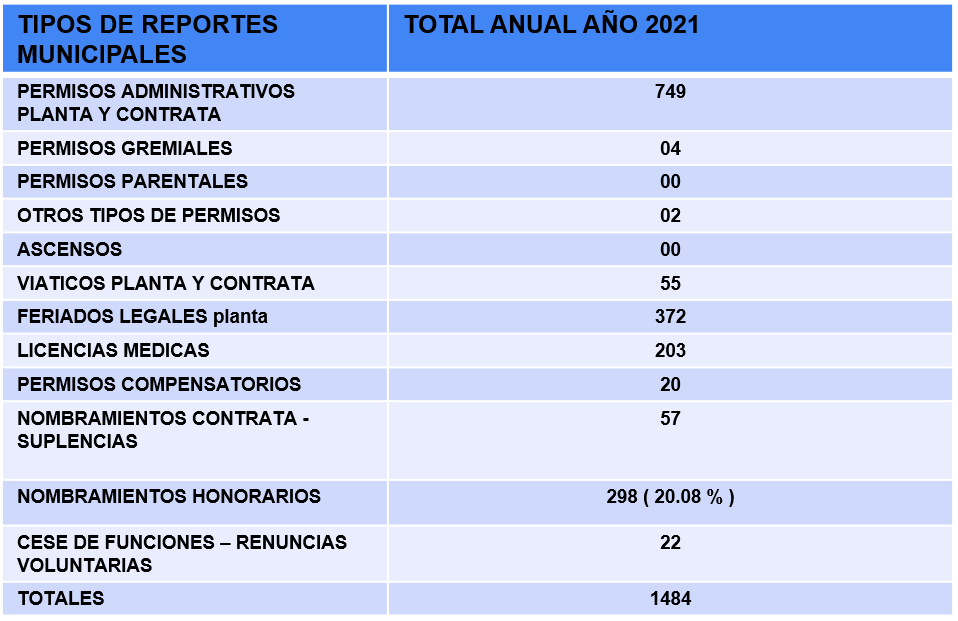 TIPOS DE REPORTES
MUNICIPALES
TOTAL ANUAL AÑO 2021
PERMISOS ADMINISTRATIVOS
PLANTA Y CONTRATA
749
PERMISOS GREMIALES
04
PERMISOS PARENTALES
00
OTROS TIPOS DE PERMISOS
02
ASCENSOS
00
VIATICOS PLANTA Y CONTRATA
55
FERIADOS LEGALES planta
372
LICENCIAS MEDICAS
203
PERMISOS COMPENSATORIOS
20
NOMBRAMIENTOS CONTRATA -
SUPLENCIAS
57
NOMBRAMIENTOS HONORARIOS
298 ( 20.08 % )
CESE DE FUNCIONES – RENUNCIAS
VOLUNTARIAS
22
TOTALES
1484